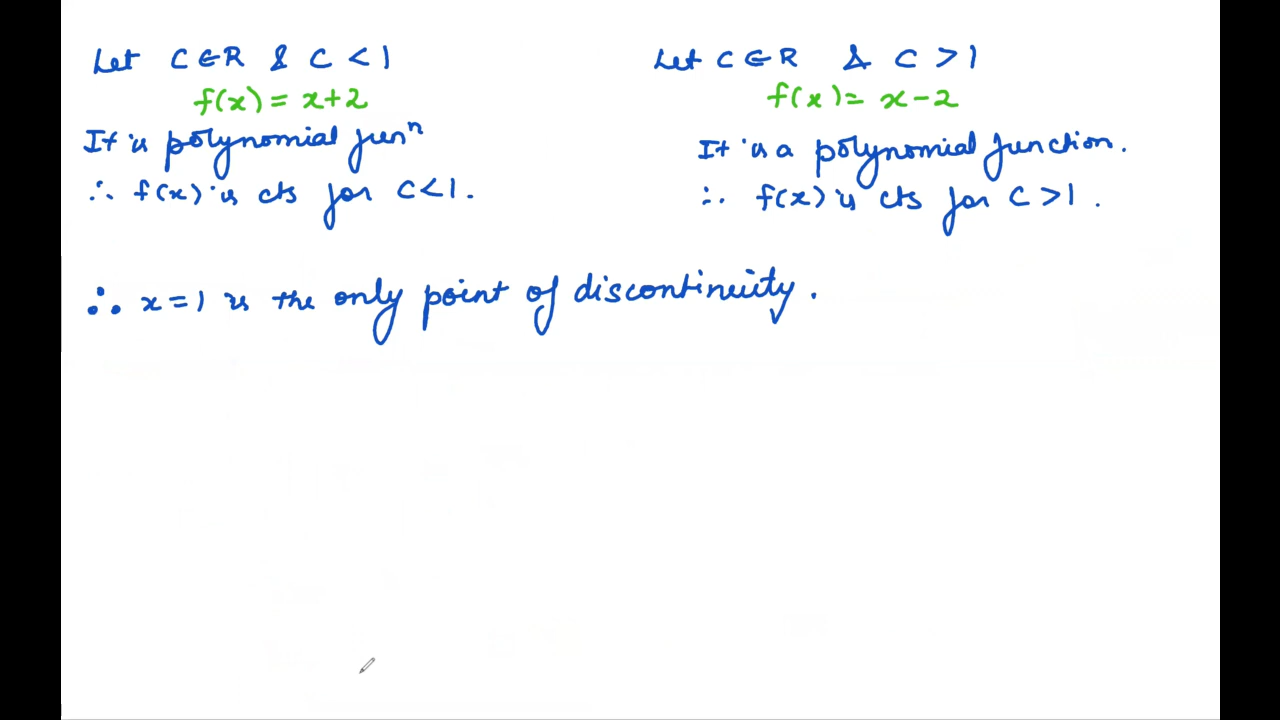 Let C∈R & C < 1
f(x) = x+2
It is polynomial funⁿ
∴ f(x) is cts for C<1.
Let C∈R & C > 1
f(x) = x-2
It is a polynomial function.
∴ f(x) is cts for C>1.
∴ x=1 is the only point of discontinuity.